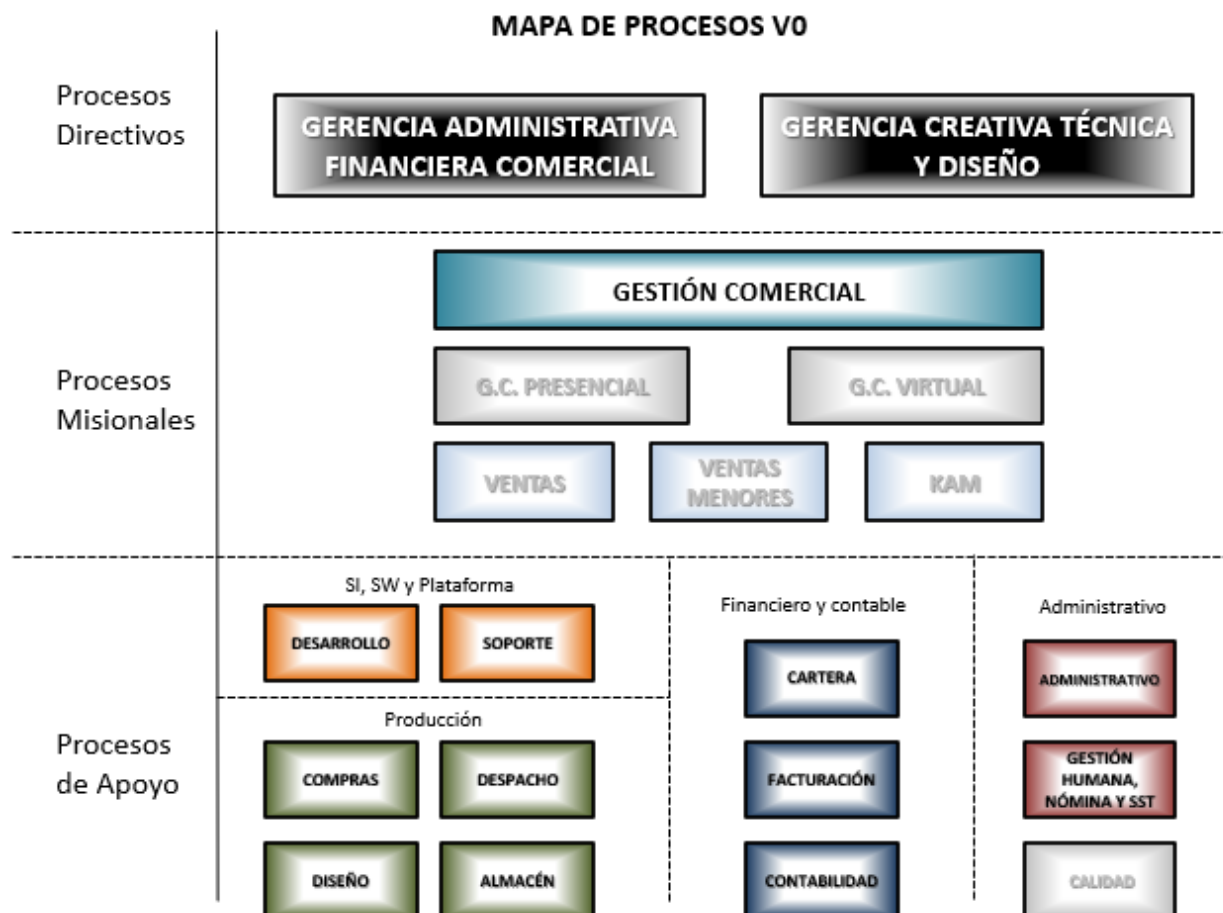 MAPA DE PROCESOS V0
Procesos
Directivos
GERENCIA ADMINISTRATIVA
FINANCIERA COMERCIAL
GERENCIA CREATIVA TÉCNICA
Y DISEÑO
Procesos
Misionales
GESTIÓN COMERCIAL
G.C. PRESENCIAL
G.C. VIRTUAL
VENTAS
VENTAS
MENORES
KAM
Procesos
de Apoyo
SI, SW y Plataforma
DESARROLLO
SOPORTE
Producción
COMPRAS
DESPACHO
DISEÑO
ALMACÉN
Financiero y contable
CARTERA
FACTURACIÓN
CONTABILIDAD
Administrativo
ADMINISTRATIVO
GESTIÓN
HUMANA,
NÓMINA Y SST
CALIDAD